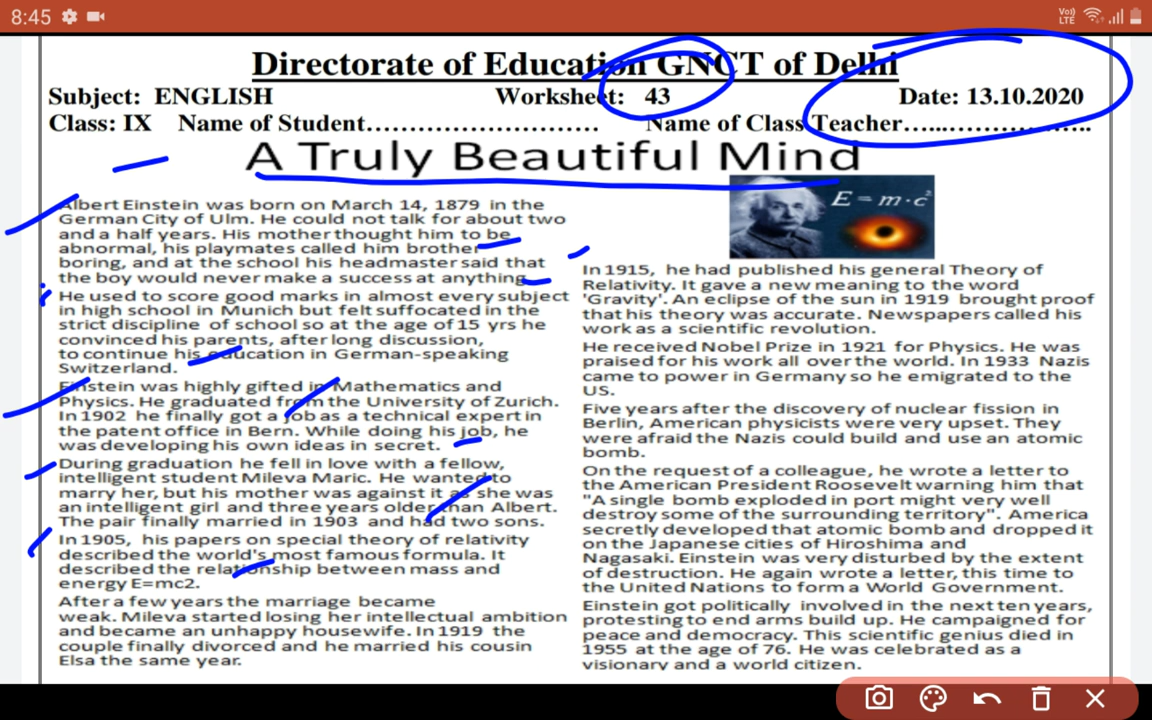 8:45
Vo) LTE
Directorate of Education GNCT of Delhi
Subject: ENGLISH Worksheet: 43 Date: 13.10.2020
Class: IX Name of Student.............................. Name of Class Teacher........................
A Truly Beautiful Mind
E = m·c²
Albert Einstein was born on March 14, 1879 in the
German City of Ulm. He could not talk for about two
and a half years. His mother thought him to be
abnormal, his playmates called him brother
boring, and at the school his headmaster said that
the boy would never make a success at anything
He used to score good marks in almost every subject
in high school in Munich but felt suffocated in the
strict discipline of school so at the age of 15 yrs he
convinced his parents, after long discussion,
to continue his education in German-speaking
Switzerland.
Einstein was highly gifted in Mathematics and
Physics. He graduated from the University of Zurich.
In 1902 he finally got a job as a technical expert in
the patent office in Bern. While doing his job, he
was developing his own ideas in secret.
During graduation he fell in love with a fellow,
intelligent student Mileva Maric. He wanted to
marry her, but his mother was against it as she was
an intelligent girl and three years older than Albert.
The pair finally married in 1903 and had two sons.
In 1905, his papers on special theory of relativity
described the world's most famous formula. It
described the relationship between mass and
energy E=mc2.
After a few years the marriage became
weak. Mileva started losing her intellectual ambition
and became an unhappy housewife. In 1919 the
couple finally divorced and he married his cousin
Elsa the same year.
In 1915, he had published his general Theory of
Relativity. It gave a new meaning to the word
'Gravity'. An eclipse of the sun in 1919 brought proof
that his theory was accurate. Newspapers called his
work as a scientific revolution.
He received Nobel Prize in 1921 for Physics. He was
praised for his work all over the world. In 1933 Nazis
came to power in Germany so he emigrated to the
US.
Five years after the discovery of nuclear fission in
Berlin, American physicists were very upset. They
were afraid the Nazis could build and use an atomic
bomb.
On the request of a colleague, he wrote a letter to
the American President Roosevelt warning him that
"A single bomb exploded in port might very well
destroy some of the surrounding territory". America
secretly developed that atomic bomb and dropped it
on the Japanese cities of Hiroshima and
Nagasaki. Einstein was very disturbed by the extent
of destruction. He again wrote a letter, this time to
the United Nations to form a World Government.
Einstein got politically involved in the next ten years,
protesting to end arms build up. He campaigned for
peace and democracy. This scientific genius died in
1955 at the age of 76. He was celebrated as a
visionary and a world citizen.